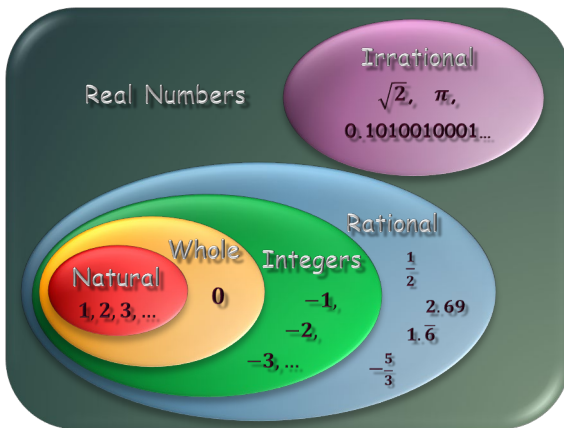 Irrational
√2, π,
0.1010010001...
Real Numbers
Rational
1/2
2.69
1.6̅
−5/3
Integers
−1,
−2,
−3,...
Whole
0
Natural
1, 2, 3, ...